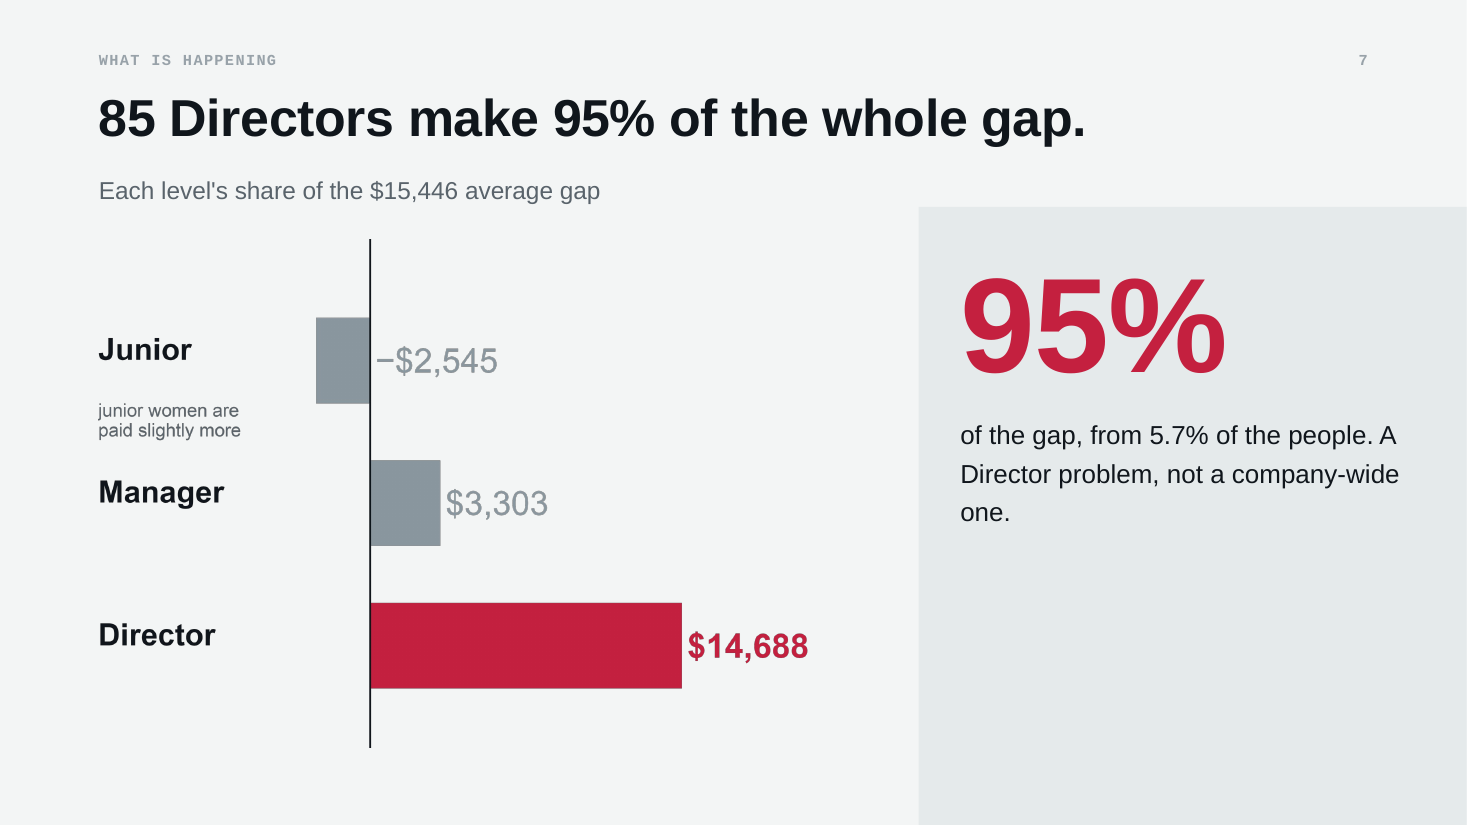 WHAT IS HAPPENING
7
85 Directors make 95% of the whole gap.
Each level's share of the $15,446 average gap
Junior
−$2,545
junior women are
paid slightly more
Manager
$3,303
Director
$14,688
95%
of the gap, from 5.7% of the people. A
Director problem, not a company-wide
one.